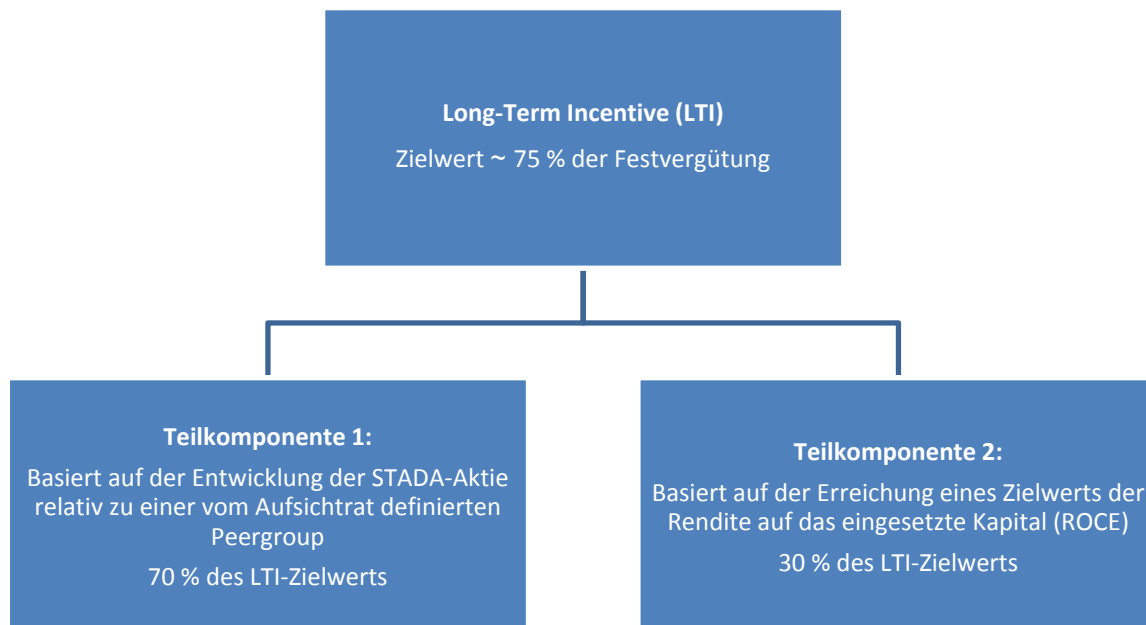 Long-Term Incentive (LTI)
Zielwert ~ 75 % der Festvergütung
Teilkomponente 1:
Basiert auf der Entwicklung der STADA-Aktie
relativ zu einer vom Aufsichtrat definierten
Peergroup
70 % des LTI-Zielwerts
Teilkomponente 2:
Basiert auf der Erreichung eines Zielwerts der
Rendite auf das eingesetzte Kapital (ROCE)
30 % des LTI-Zielwerts